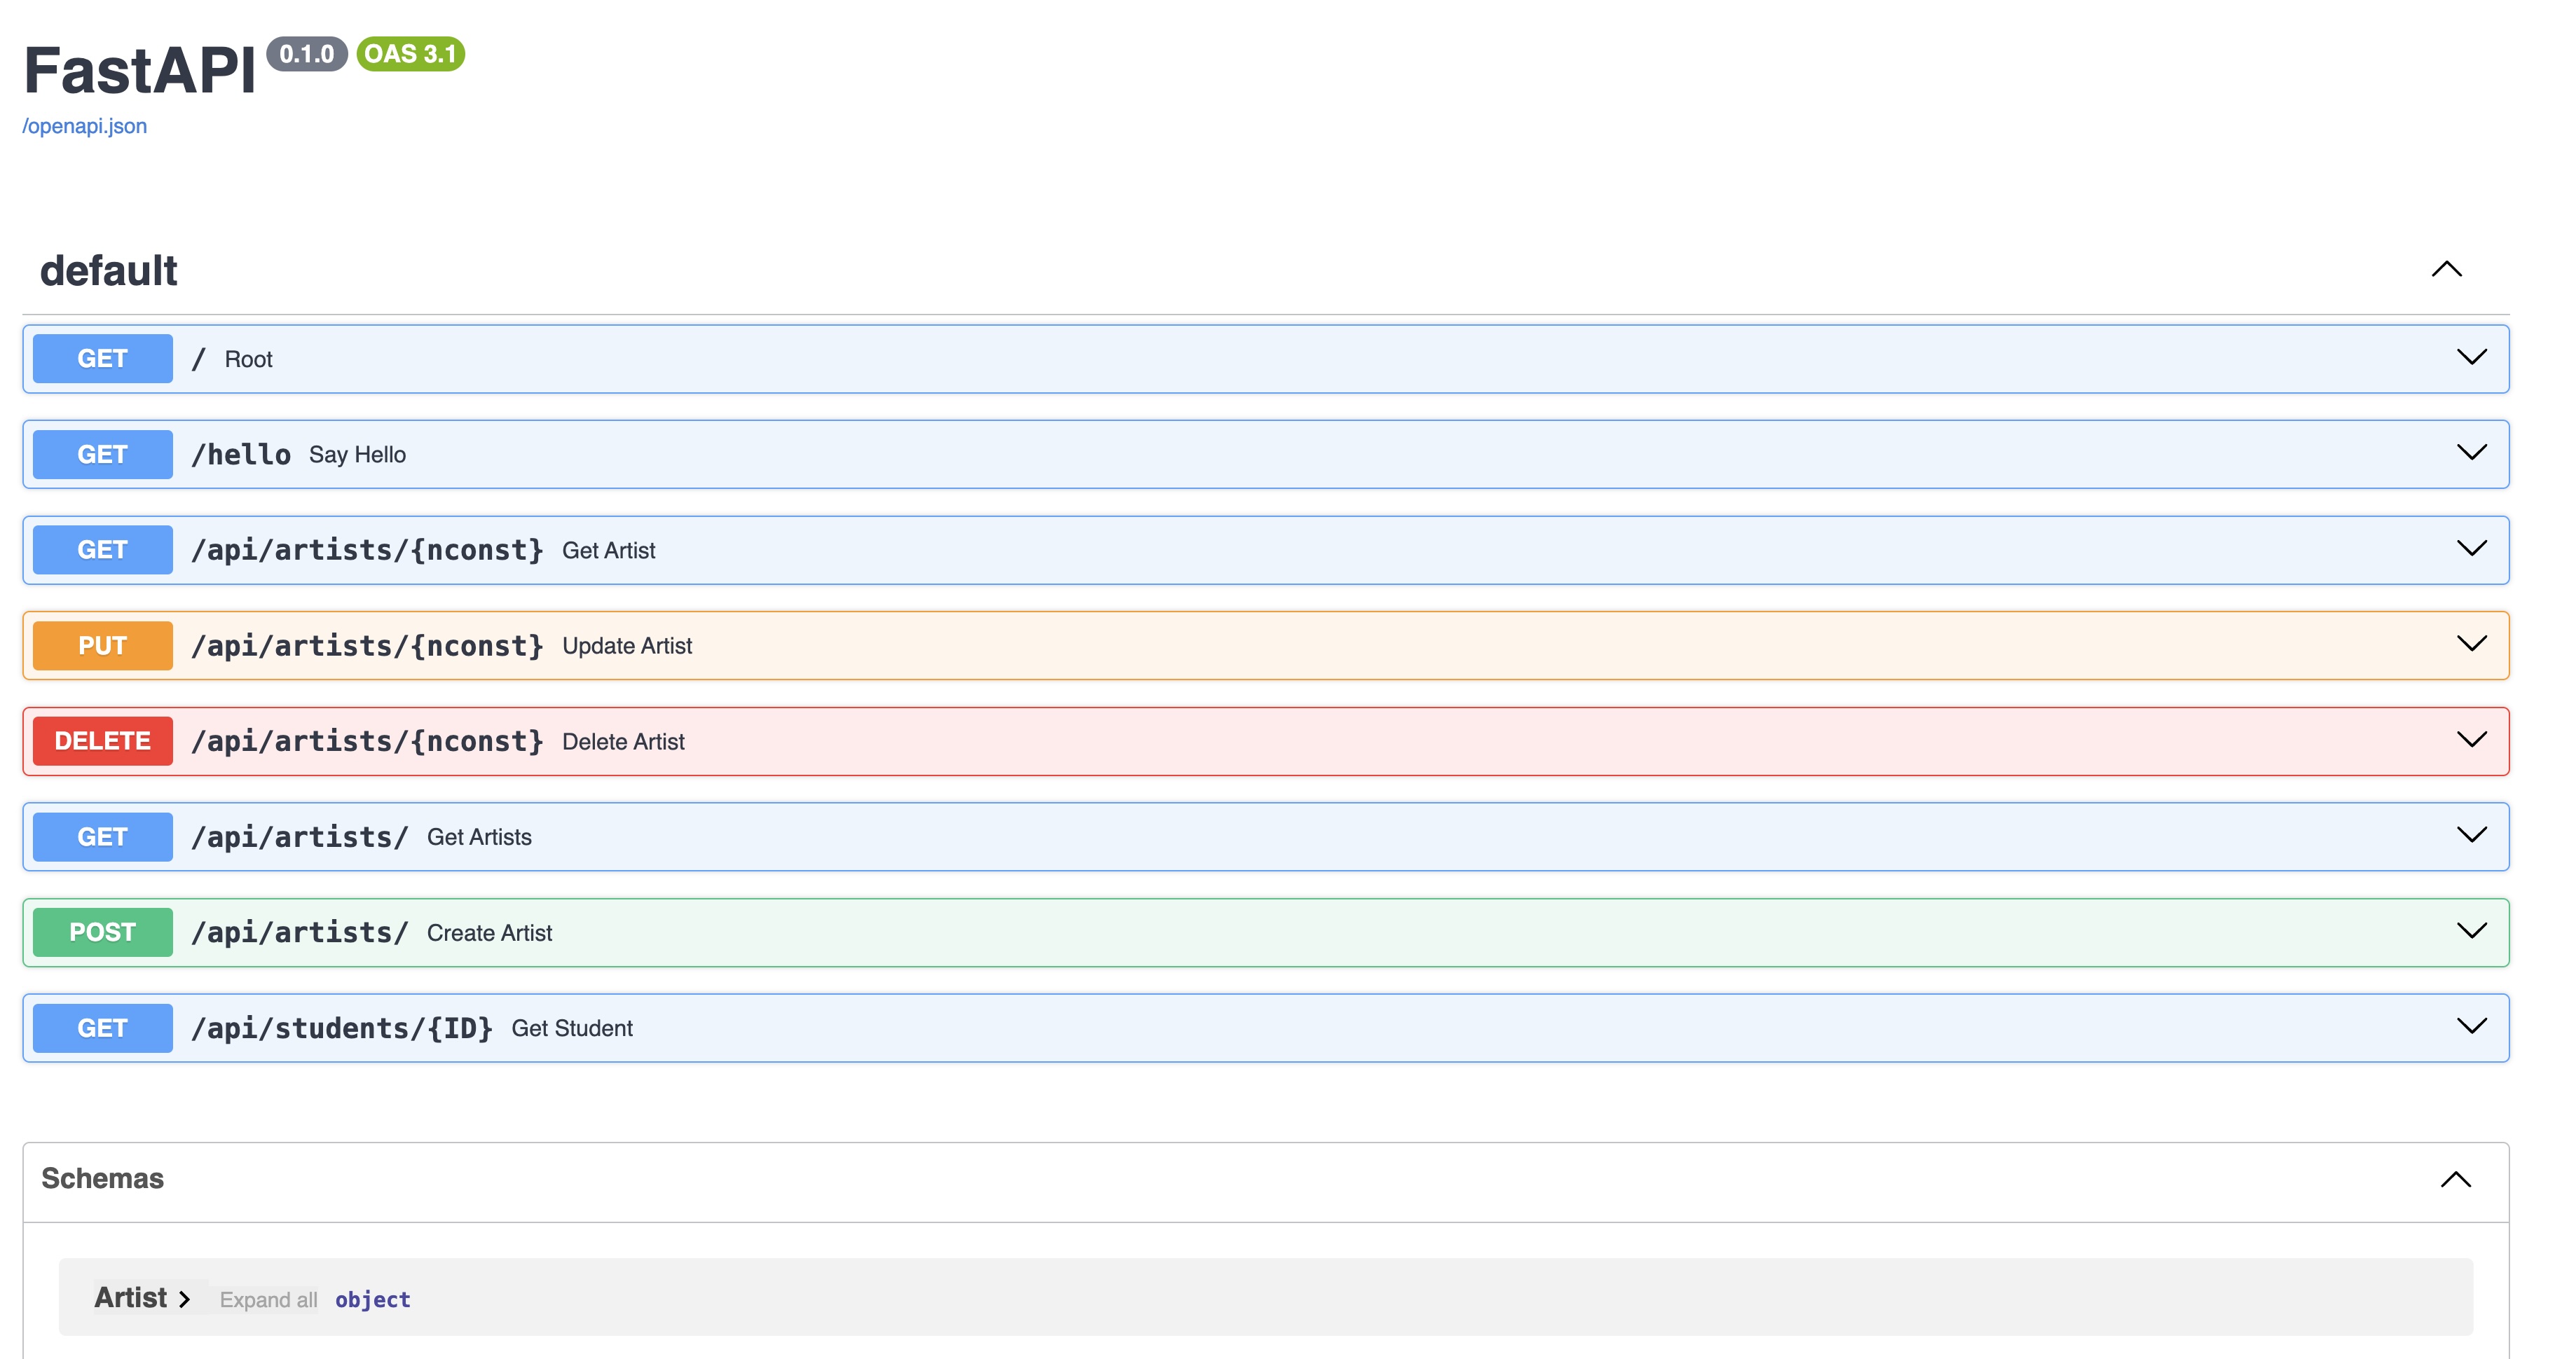 FastAPI 0.1.0 OAS 3.1
/openapi.json
default
GET / Root
GET /hello Say Hello
GET /api/artists/{nconst} Get Artist
PUT /api/artists/{nconst} Update Artist
DELETE /api/artists/{nconst} Delete Artist
GET /api/artists/ Get Artists
POST /api/artists/ Create Artist
GET /api/students/{ID} Get Student
Schemas
Artist Expand all object